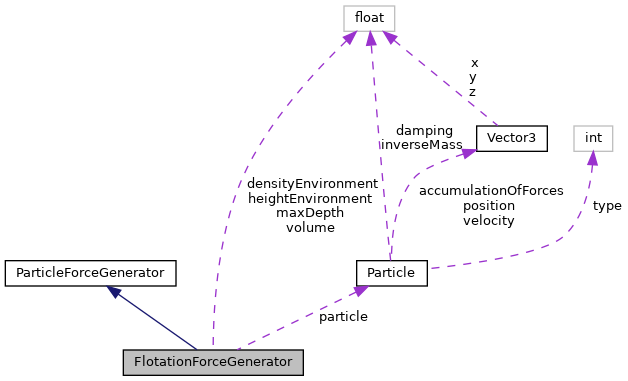 float
x
y
z
Vector3
int
damping
inverseMass
densityEnvironment
heightEnvironment
maxDepth
volume
accumulationOfForces
position
velocity
type
ParticleForceGenerator
Particle
particle
FlotationForceGenerator